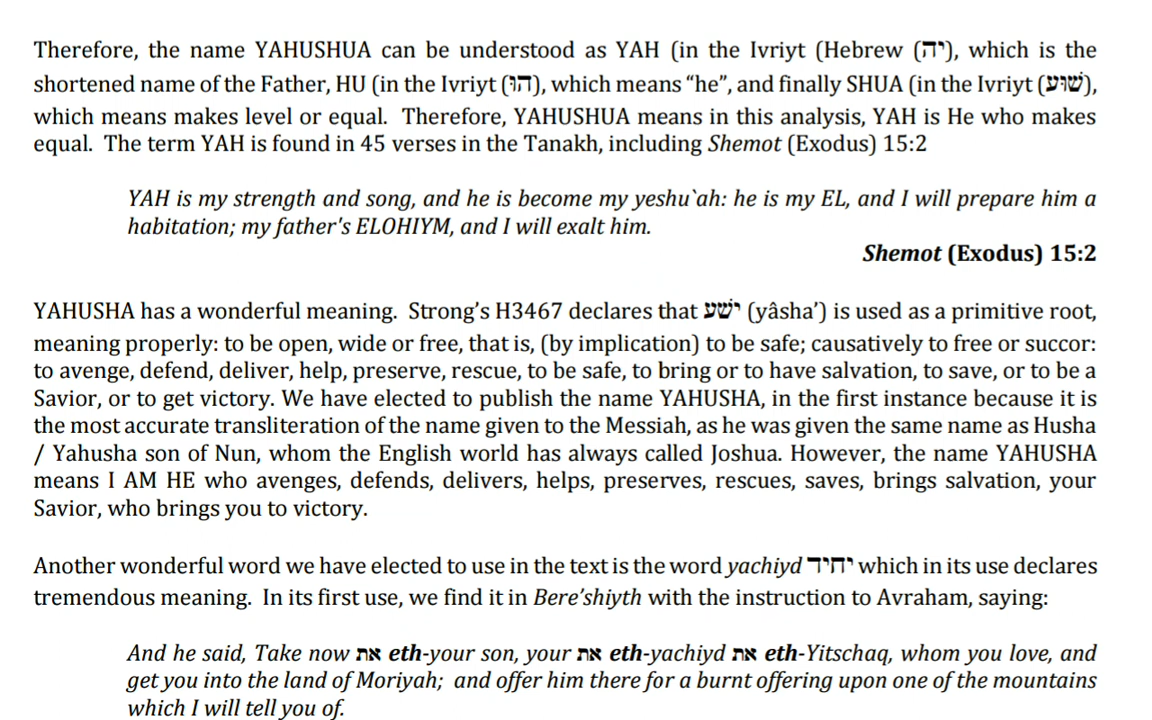 Therefore, the name YAHUSHUA can be understood as YAH (in the Ivriyt (Hebrew (יה), which is the
shortened name of the Father, HU (in the Ivriyt (הוּ), which means “he”, and finally SHUA (in the Ivriyt (שׁוּע),
which means makes level or equal. Therefore, YAHUSHUA means in this analysis, YAH is He who makes
equal. The term YAH is found in 45 verses in the Tanakh, including Shemot (Exodus) 15:2
YAH is my strength and song, and he is become my yeshu`ah: he is my EL, and I will prepare him a
habitation; my father's ELOHIYM, and I will exalt him.
Shemot (Exodus) 15:2
YAHUSHA has a wonderful meaning. Strong’s H3467 declares that ישׁע (yâsha’) is used as a primitive root,
meaning properly: to be open, wide or free, that is, (by implication) to be safe; causatively to free or succor:
to avenge, defend, deliver, help, preserve, rescue, to be safe, to bring or to have salvation, to save, or to be a
Savior, or to get victory. We have elected to publish the name YAHUSHA, in the first instance because it is
the most accurate transliteration of the name given to the Messiah, as he was given the same name as Husha
/ Yahusha son of Nun, whom the English world has always called Joshua. However, the name YAHUSHA
means I AM HE who avenges, defends, delivers, helps, preserves, rescues, saves, brings salvation, your
Savior, who brings you to victory.
Another wonderful word we have elected to use in the text is the word yachiyd יחיד which in its use declares
tremendous meaning. In its first use, we find it in Bere’shiyth with the instruction to Avraham, saying:
And he said, Take now את eth-your son, your את eth-yachiyd את eth-Yitschaq, whom you love, and
get you into the land of Moriyah; and offer him there for a burnt offering upon one of the mountains
which I will tell you of.